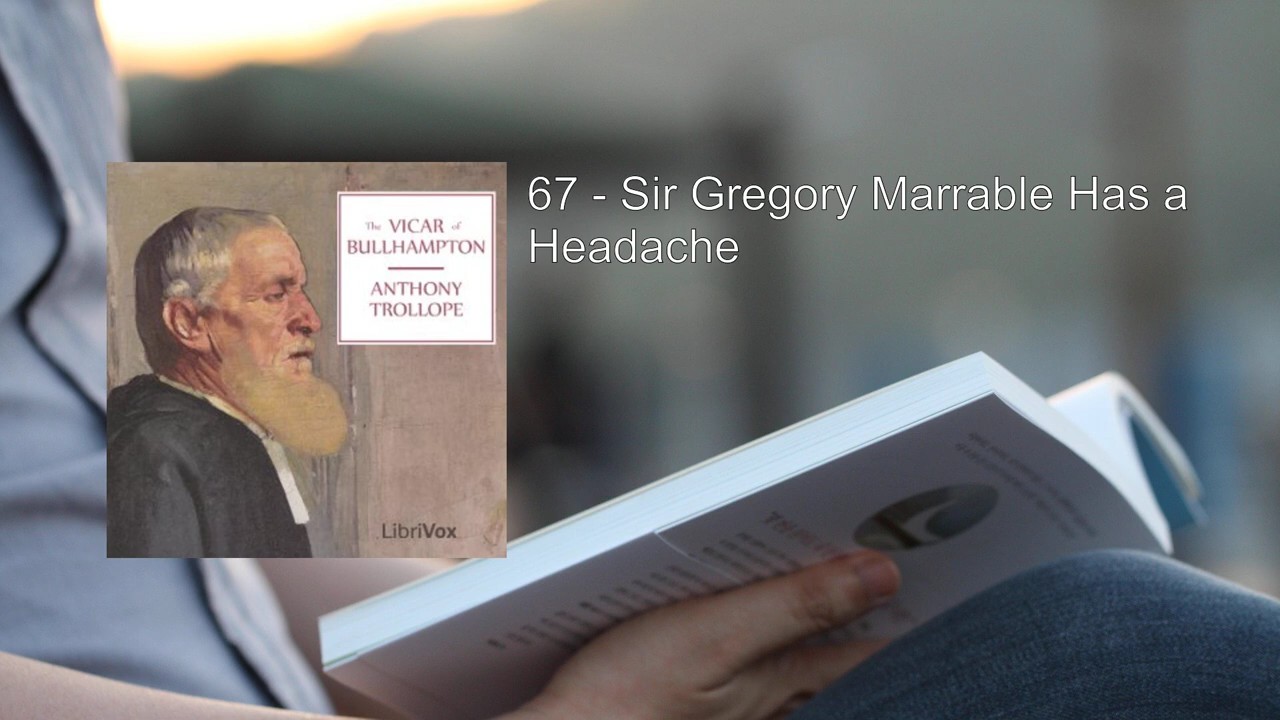 67 - Sir Gregory Marrable Has a
Headache
The VICAR of
BULLHAMPTON
ANTHONY
TROLLOPE
LibriVox